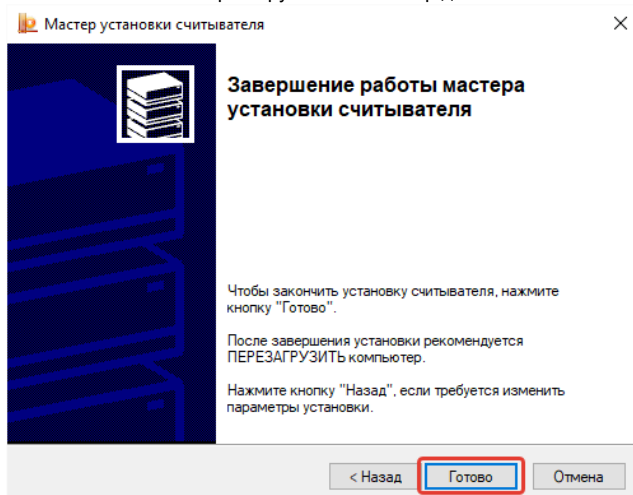 Мастер установки считывателя
Завершение работы мастера
установки считывателя
Чтобы закончить установку считывателя, нажмите
кнопку "Готово".
После завершения установки рекомендуется
ПЕРЕЗАГРУЗИТЬ компьютер.
Нажмите кнопку "Назад", если требуется изменить
параметры установки.
< Назад Готово Отмена